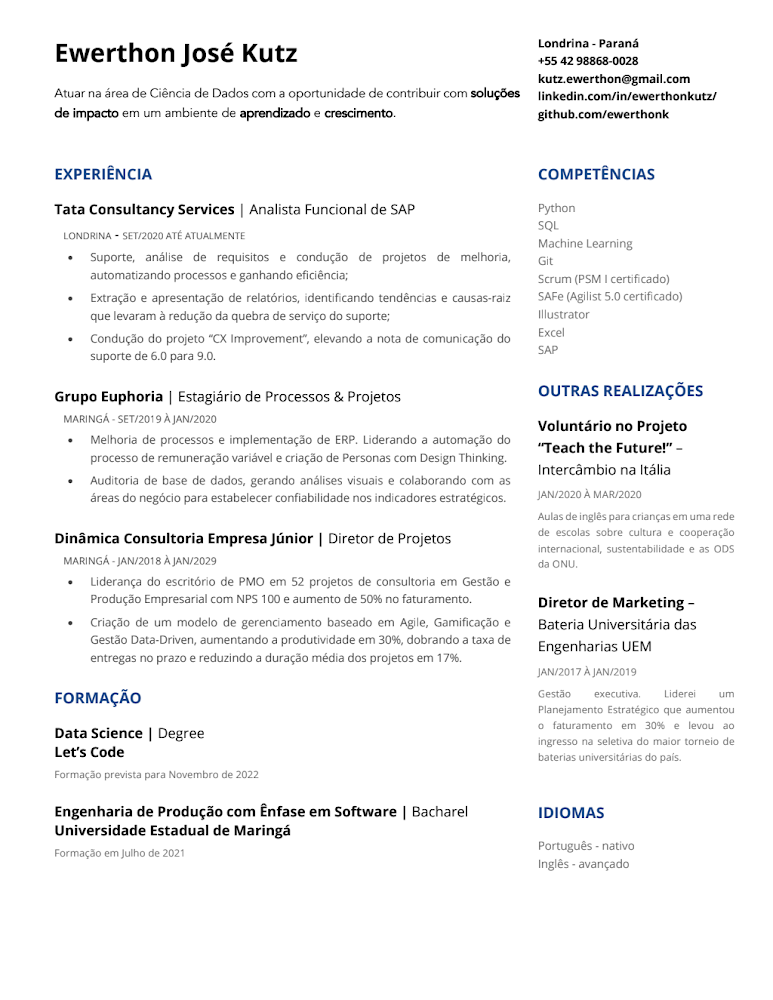 Ewerthon José Kutz
Atuar na área de Ciência de Dados com a oportunidade de contribuir com soluções
de impacto em um ambiente de aprendizado e crescimento.
Londrina - Paraná
+55 42 98868-0028
kutz.ewerthon@gmail.com
linkedin.com/in/ewerthonkutz/
github.com/ewerthonk
EXPERIÊNCIA
Tata Consultancy Services | Analista Funcional de SAP
LONDRINA - SET/2020 ATÉ ATUALMENTE
• Suporte, análise de requisitos e condução de projetos de melhoria,
automatizando processos e ganhando eficiência;
• Extração e apresentação de relatórios, identificando tendências e causas-raiz
que levaram à redução da quebra de serviço do suporte;
• Condução do projeto “CX Improvement”, elevando a nota de comunicação do
suporte de 6.0 para 9.0.
Grupo Euphoria | Estagiário de Processos & Projetos
MARINGÁ - SET/2019 À JAN/2020
• Melhoria de processos e implementação de ERP. Liderando a automação do
processo de remuneração variável e criação de Personas com Design Thinking.
• Auditoria de base de dados, gerando análises visuais e colaborando com as
áreas do negócio para estabelecer confiabilidade nos indicadores estratégicos.
Dinâmica Consultoria Empresa Júnior | Diretor de Projetos
MARINGÁ - JAN/2018 À JAN/2029
• Liderança do escritório de PMO em 52 projetos de consultoria em Gestão e
Produção Empresarial com NPS 100 e aumento de 50% no faturamento.
• Criação de um modelo de gerenciamento baseado em Agile, Gamificação e
Gestão Data-Driven, aumentando a produtividade em 30%, dobrando a taxa de
entregas no prazo e reduzindo a duração média dos projetos em 17%.
FORMAÇÃO
Data Science | Degree
Let’s Code
Formação prevista para Novembro de 2022
Engenharia de Produção com Ênfase em Software | Bacharel
Universidade Estadual de Maringá
Formação em Julho de 2021
COMPETÊNCIAS
Python
SQL
Machine Learning
Git
Scrum (PSM I certificado)
SAFe (Agilist 5.0 certificado)
Illustrator
Excel
SAP
OUTRAS REALIZAÇÕES
Voluntário no Projeto
“Teach the Future!” –
Intercâmbio na Itália
JAN/2020 À MAR/2020
Aulas de inglês para crianças em uma rede
de escolas sobre cultura e cooperação
internacional, sustentabilidade e as ODS
da ONU.
Diretor de Marketing –
Bateria Universitária das
Engenharias UEM
JAN/2017 À JAN/2019
Gestão executiva. Liderei um
Planejamento Estratégico que aumentou
o faturamento em 30% e levou ao
ingresso na seletiva do maior torneio de
baterias universitárias do país.
IDIOMAS
Português - nativo
Inglês - avançado